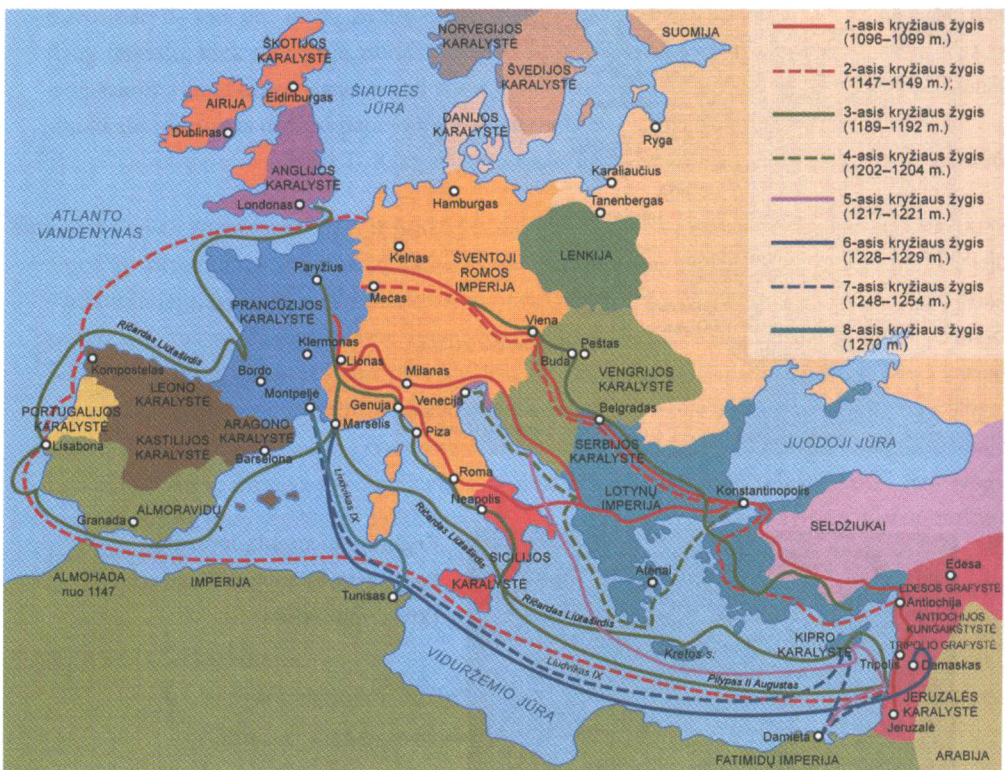 1-asis kryžiaus žygis
(1096–1099 m.)
2-asis kryžiaus žygis
(1147–1149 m.);
3-asis kryžiaus žygis
(1189–1192 m.)
4-asis kryžiaus žygis
(1202–1204 m.)
5-asis kryžiaus žygis
(1217–1221 m.)
6-asis kryžiaus žygis
(1228–1229 m.)
7-asis kryžiaus žygis
(1248–1254 m.)
8-asis kryžiaus žygis
(1270 m.)
NORVEGIJOS
KARALYSTĖ
SUOMIJA
ŠKOTIJOS
KARALYSTĖ
ŠVEDIJOS
KARALYSTĖ
Eidinburgas
AIRIJA
ŠIAURĖS
JŪRA
Dublinas
DANIJOS
KARALYSTĖ
Ryga
ANGLIJOS
KARALYSTĖ
Karaliaučius
Londonas
Hamburgas
Tanenbergas
ATLANTO
VANDENYNAS
Kelnas
ŠVENTOJI
ROMOS
IMPERIJA
LENKIJA
Paryžius
Mecas
PRANCŪZIJOS
KARALYSTĖ
Viena
Ričardas Liūtaširdis
Klermonas
Lionas
Buda
Peštas
Kompostelas
Bordo
Milanas
VENGRIJOS
KARALYSTĖ
LEONO
KARALYSTĖ
Montpeljė
Genuja
Venecija
PORTUGALIJOS
KARALYSTĖ
ARAGONO
KARALYSTĖ
Marselis
Piza
Belgradas
SERBIJOS
KARALYSTĖ
JUODOJI JŪRA
Lisabona
KASTILIJOS
KARALYSTĖ
Barselona
Roma
LOTYNŲ
IMPERIJA
Konstantinopolis
Liudvikas IX
Neapolis
Granada
ALMORAVIDŲ
Ričardas Liūtaširdis
SELDŽIUKAI
SICILIJOS
KARALYSTĖ
Atėnai
Edesa
EDESOS GRAFYSTĖ
ALMOHADA
nuo 1147
IMPERIJA
Tunisas
Antiochija
ANTIOCHIJOS
KUNIGAIKŠTYSTĖ
Ričardas Liūtaširdis
KIPRO
KARALYSTĖ
TRIPOLIO GRAFYSTĖ
Kretos s.
Tripolis
Damaskas
VIDURŽEMIO JŪRA
Liudvikas IX
Pilypas II Augustas
JERUZALĖS
KARALYSTĖ
Jeruzalė
Damieta
FATIMIDŲ IMPERIJA
ARABIJA